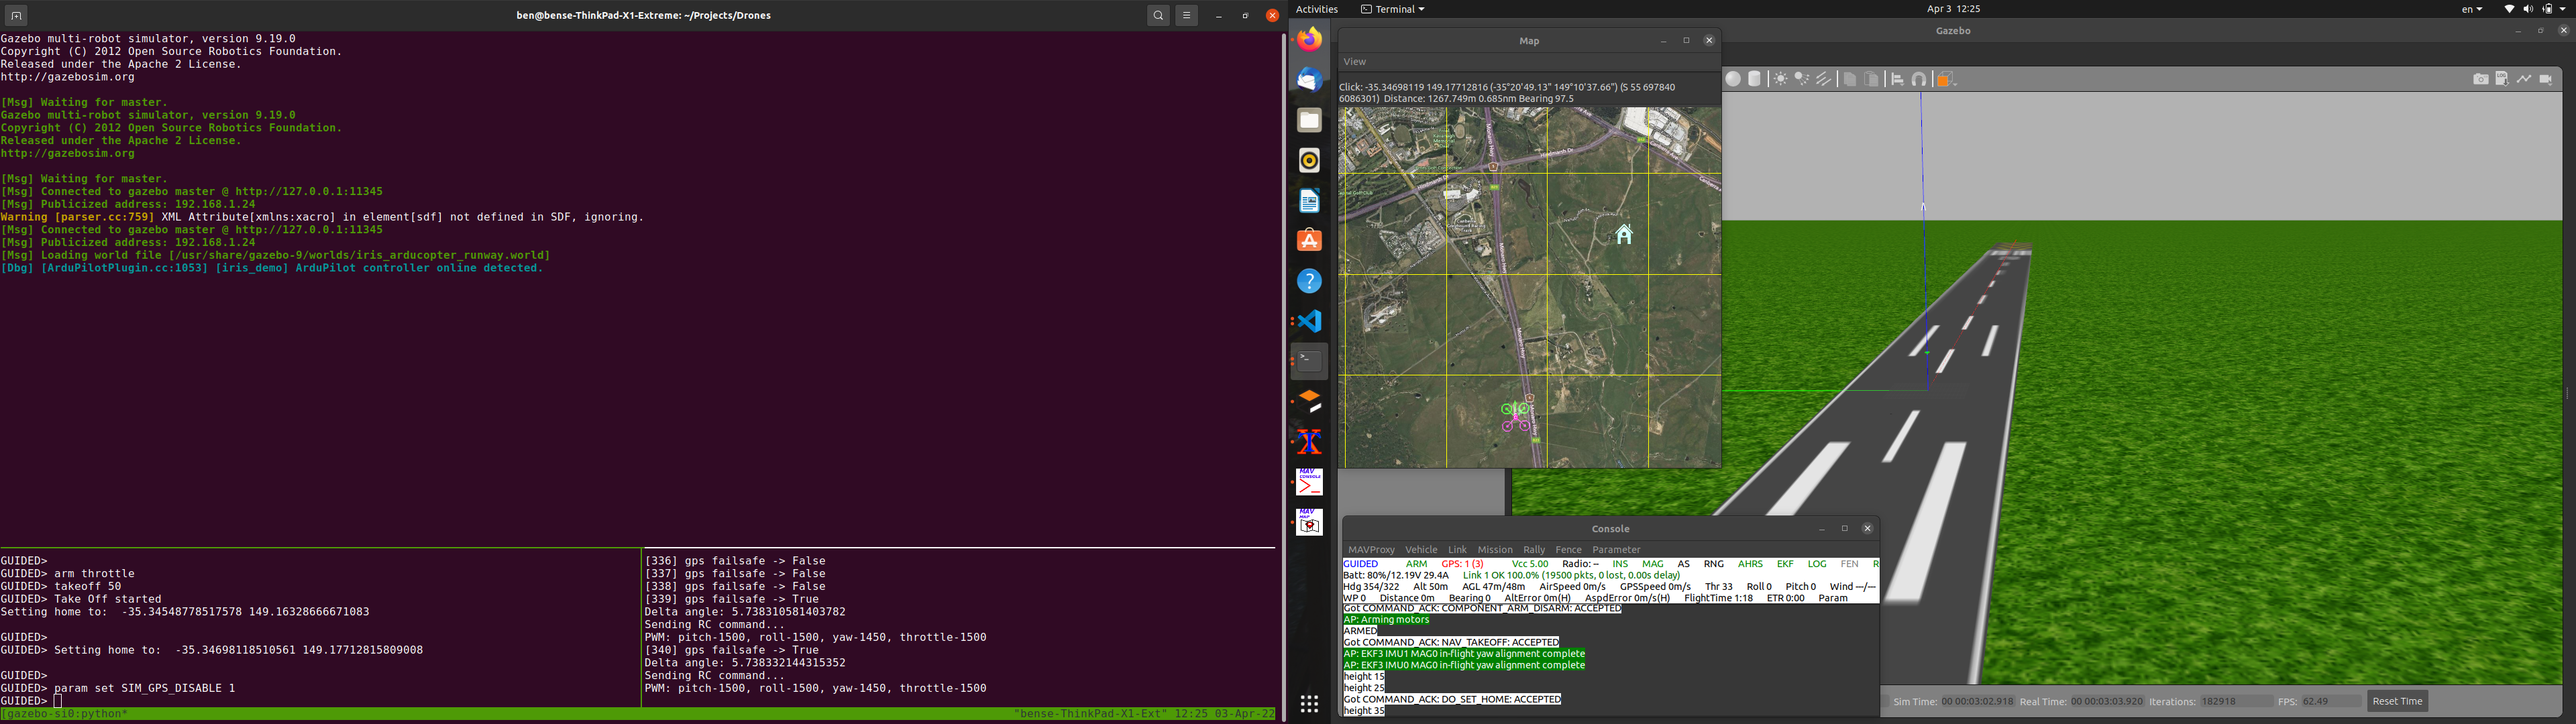 ben@bense-ThinkPad-X1-Extreme: ~/Projects/Drones
Gazebo multi-robot simulator, version 9.19.0
Copyright (C) 2012 Open Source Robotics Foundation.
Released under the Apache 2 License.
http://gazebosim.org
[Msg] Waiting for master.
Gazebo multi-robot simulator, version 9.19.0
Copyright (C) 2012 Open Source Robotics Foundation.
Released under the Apache 2 License.
http://gazebosim.org
[Msg] Waiting for master.
[Msg] Connected to gazebo master @ http://127.0.0.1:11345
[Msg] Publicized address: 192.168.1.24
Warning [parser.cc:759] XML Attribute[xmlns:xacro] in element[sdf] not defined in SDF, ignoring.
[Msg] Connected to gazebo master @ http://127.0.0.1:11345
[Msg] Publicized address: 192.168.1.24
[Msg] Loading world file [/usr/share/gazebo-9/worlds/iris_arducopter_runway.world]
[Dbg] [ArduPilotPlugin.cc:1053] [iris_demo] ArduPilot controller online detected.
GUIDED>
GUIDED> arm throttle
GUIDED> takeoff 50
GUIDED> Take Off started
Setting home to:  -35.34548778517578 149.16328666671083
GUIDED>
GUIDED> Setting home to:  -35.34698118510561 149.17712815809008
GUIDED>
GUIDED> param set SIM_GPS_DISABLE 1
GUIDED>
[336] gps failsafe -> False
[337] gps failsafe -> False
[338] gps failsafe -> False
[339] gps failsafe -> True
Delta angle: 5.738310581403782
Sending RC command...
PWM: pitch-1500, roll-1500, yaw-1450, throttle-1500
[340] gps failsafe -> True
Delta angle: 5.738332144315352
Sending RC command...
PWM: pitch-1500, roll-1500, yaw-1450, throttle-1500
[gazebo-si0:python* "bense-ThinkPad-X1-Ext" 12:25 03-Apr-22
Activities Terminal Apr 3 12:25 en
Gazebo
Map
View
Click: -35.34698119 149.17712816 (-35°20'49.13" 149°10'37.66") (S 55 697840
6086301)  Distance: 1267.749m 0.685nm Bearing 97.5
Monaro Hwy
Hindmarsh Dr
Monaro Hwy
Monaro Hwy
MAV
CONSOLE
MAV
MAP
Console
MAVProxy Vehicle Link Mission Rally Fence Parameter
GUIDED ARM GPS: 1 (3) Vcc 5.00 Radio: -- INS MAG AS RNG AHRS EKF LOG FEN R
Batt: 80%/12.19V 29.4A Link 1 OK 100.0% (19500 pkts, 0 lost, 0.00s delay)
Hdg 354/322 Alt 50m AGL 47m/48m AirSpeed 0m/s GPSSpeed 0m/s Thr 33 Roll 0 Pitch 0 Wind ---/---
WP 0 Distance 0m Bearing 0 AltError 0m(H) AspdError 0m/s(H) FlightTime 1:18 ETR 0:00 Param
Got COMMAND_ACK: COMPONENT_ARM_DISARM: ACCEPTED
AP: Arming motors
ARMED
Got COMMAND_ACK: NAV_TAKEOFF: ACCEPTED
AP: EKF3 IMU1 MAG0 in-flight yaw alignment complete
AP: EKF3 IMU0 MAG0 in-flight yaw alignment complete
height 15
height 25
Got COMMAND_ACK: DO_SET_HOME: ACCEPTED
height 35
Sim Time: 00 00:03:02.918 Real Time: 00 00:03:03.920 Iterations: 182918 FPS: 62.49 Reset Time